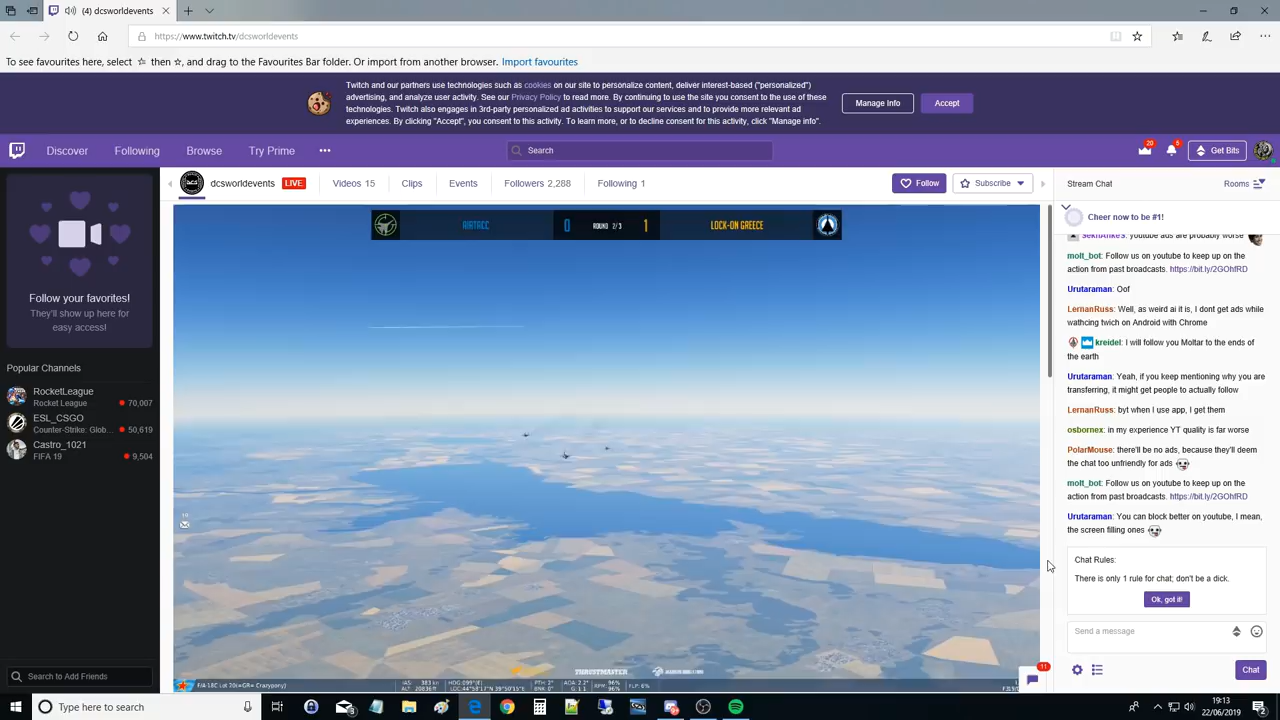 (4) dcsworldevents
https://www.twitch.tv/dcsworldevents
To see favourites here, select ☆ then ☆, and drag to the Favourites Bar folder. Or import from another browser. Import favourites
Twitch and our partners use technologies such as cookies on our site to personalize content, deliver interest-based ("personalized")
advertising, and analyze user activity. See our Privacy Policy to read more. By continuing to use the site you consent to the use of these
technologies. Twitch also engages in 3rd-party personalized ad activities to support our services and to provide more relevant ad
experiences. By clicking "Accept", you consent to this activity. To learn more, or to decline consent for this activity, click "Manage info".
Manage Info
Accept
Discover
Following
Browse
Try Prime
Search
20
6
Get Bits
Follow your favorites!
They'll show up here for
easy access!
Popular Channels
RocketLeague
Rocket League
70,007
ESL_CSGO
Counter-Strike: Glob...
50,619
Castro_1021
FIFA 19
9,504
Search to Add Friends
dcsworldevents
LIVE
Videos 15
Clips
Events
Followers 2,288
Following 1
Follow
Subscribe
AIRTACC
0
ROUND 2/3
1
LOCK-ON GREECE
THRUSTMASTER
11
Stream Chat
Rooms
Cheer now to be #1!
youtube ads are probably worse
molt_bot: Follow us on youtube to keep up on the
action from past broadcasts. https://bit.ly/2GOhfRD
Urutaraman: Oof
LernanRuss: Well, as weird ai it is, I dont get ads while
wathcing twich on Android with Chrome
kreidel: I will follow you Moltar to the ends of
the earth
Urutaraman: Yeah, if you keep mentioning why you are
transferring, it might get people to actually follow
LernanRuss: byt when I use app, I get them
osbornex: in my experience YT quality is far worse
PolarMouse: there'll be no ads, because they'll deem
the chat too unfriendly for ads
molt_bot: Follow us on youtube to keep up on the
action from past broadcasts. https://bit.ly/2GOhfRD
Urutaraman: You can block better on youtube, I mean,
the screen filling ones
Chat Rules:
There is only 1 rule for chat; don't be a dick.
Ok, got it!
Send a message
Chat
Type here to search
19:13
22/06/2019